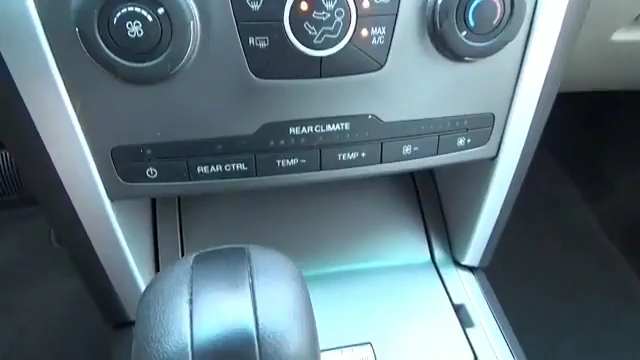 R
MAX
A/C
REAR CLIMATE
REAR CTRL TEMP - TEMP + - +